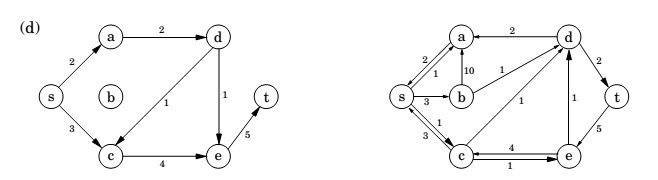 (d)
a 2 d
2
s b 1 1 t
3 5
c 4 e
a 2 d
2 1 10 1 2
s 3 b t
1 3 1 1 5
c 4 1 e